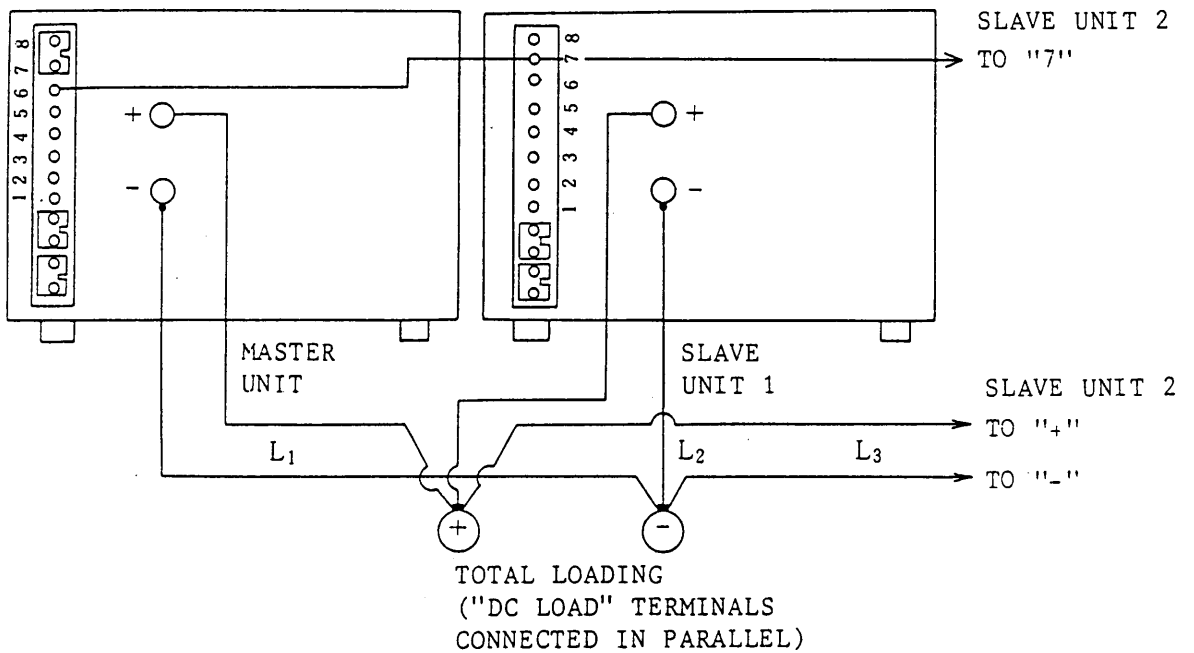 SLAVE UNIT 2
TO "7"
8
7
6
5
4
3
2
1
+
-
8
7
6
5
4
3
2
1
+
-
MASTER
UNIT
SLAVE
UNIT 1
SLAVE UNIT 2
TO "+"
TO "-"
L1
L2
L3
+
-
TOTAL LOADING
("DC LOAD" TERMINALS
CONNECTED IN PARALLEL)